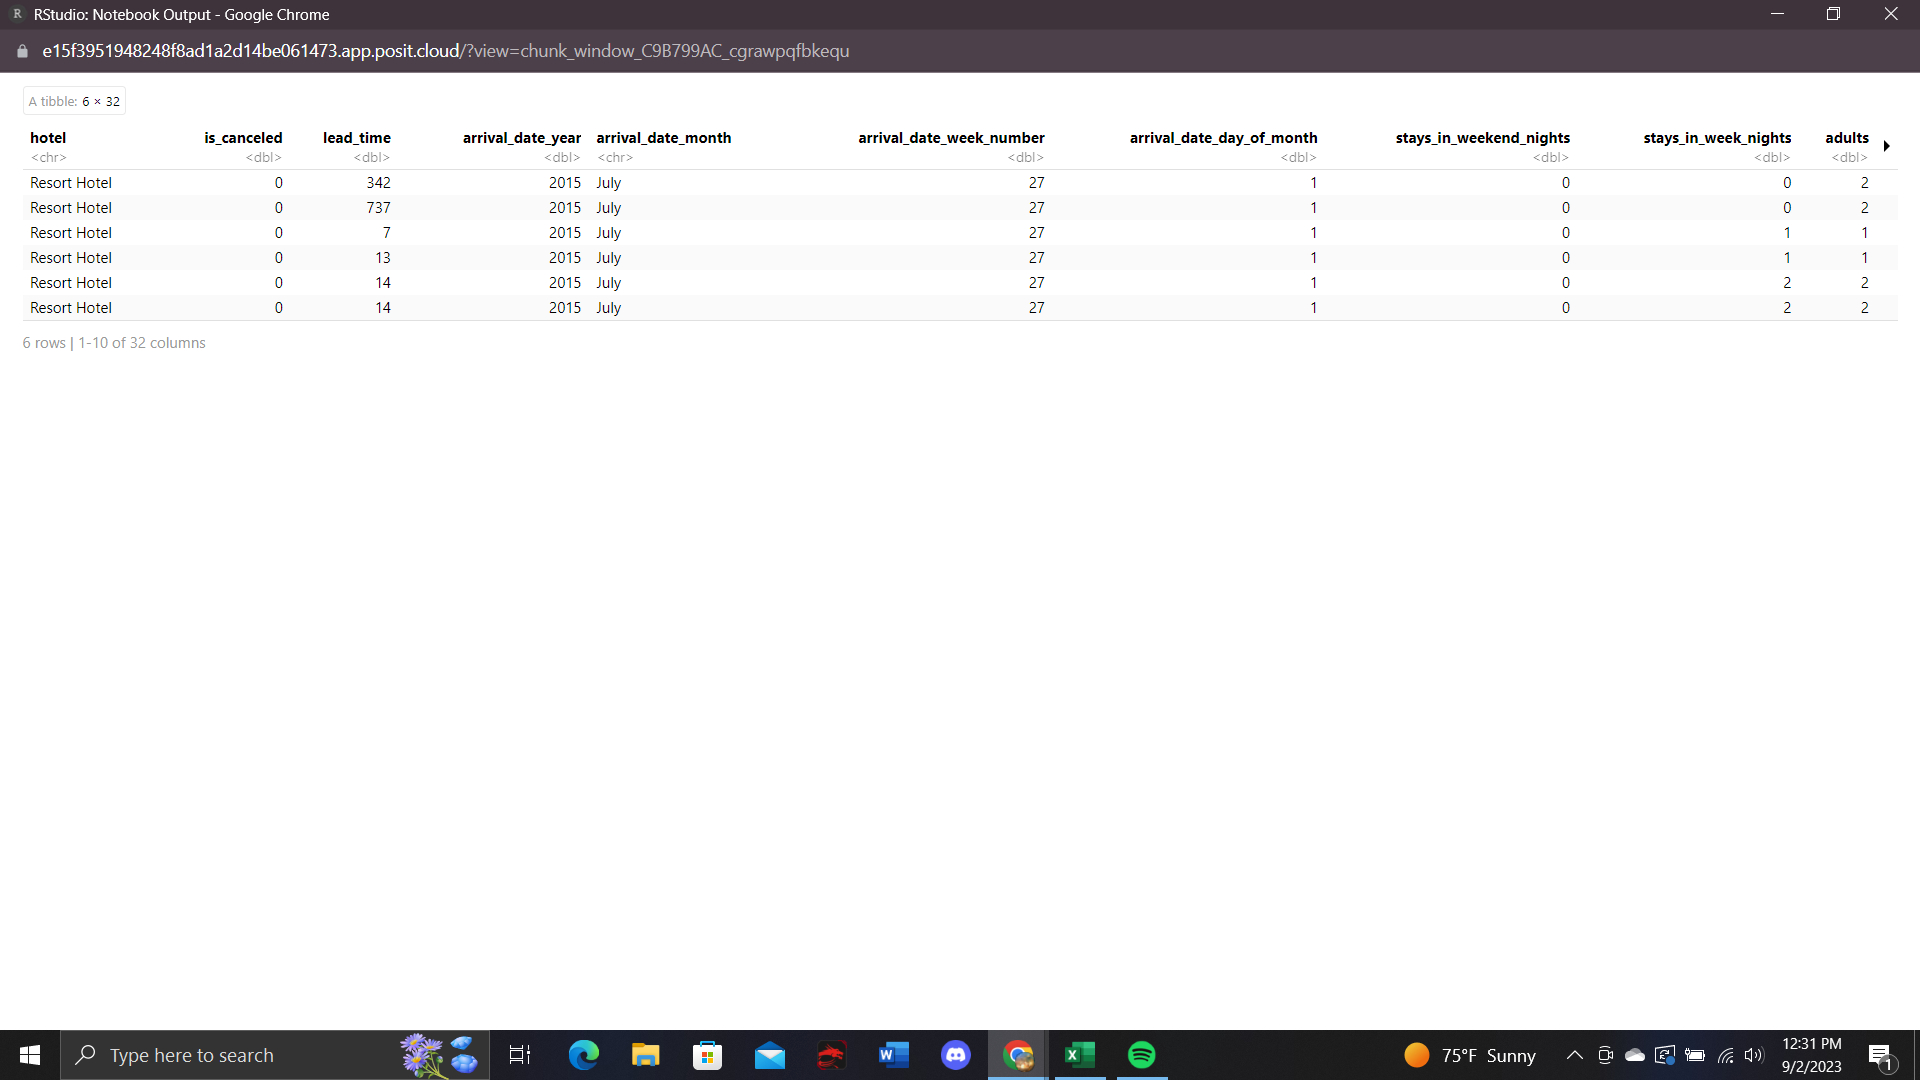 R RStudio: Notebook Output - Google Chrome
e15f3951948248f8ad1a2d14be061473.app.posit.cloud/?view=chunk_window_C9B799AC_cgrawpqfbkequ
A tibble: 6 × 32
hotel is_canceled lead_time arrival_date_year arrival_date_month arrival_date_week_number arrival_date_day_of_month stays_in_weekend_nights stays_in_week_nights adults
<chr> <dbl> <dbl> <dbl> <chr> <dbl> <dbl> <dbl> <dbl> <dbl>
Resort Hotel 0 342 2015 July 27 1 0 0 2
Resort Hotel 0 737 2015 July 27 1 0 0 2
Resort Hotel 0 7 2015 July 27 1 0 1 1
Resort Hotel 0 13 2015 July 27 1 0 1 1
Resort Hotel 0 14 2015 July 27 1 0 2 2
Resort Hotel 0 14 2015 July 27 1 0 2 2
6 rows | 1-10 of 32 columns
Type here to search
75°F Sunny
12:31 PM
9/2/2023
1